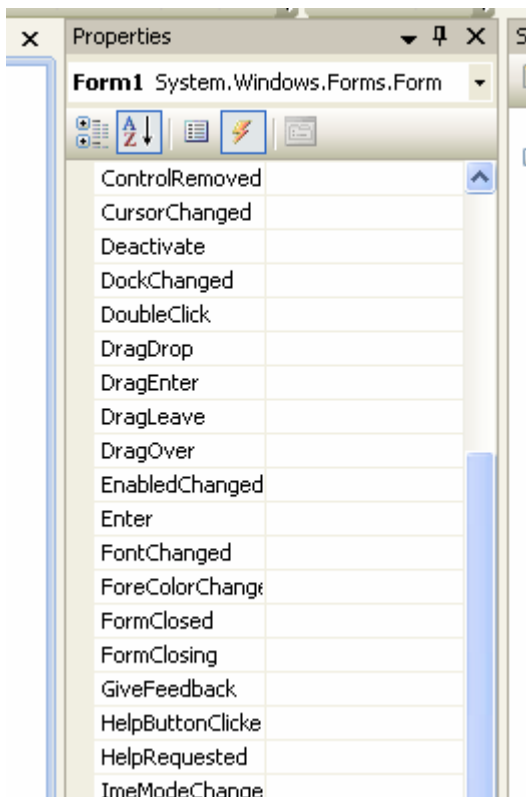 Properties
Form1 System.Windows.Forms.Form
ControlRemoved
CursorChanged
Deactivate
DockChanged
DoubleClick
DragDrop
DragEnter
DragLeave
DragOver
EnabledChanged
Enter
FontChanged
ForeColorChange
FormClosed
FormClosing
GiveFeedback
HelpButtonClicke
HelpRequested
ImeModeChange